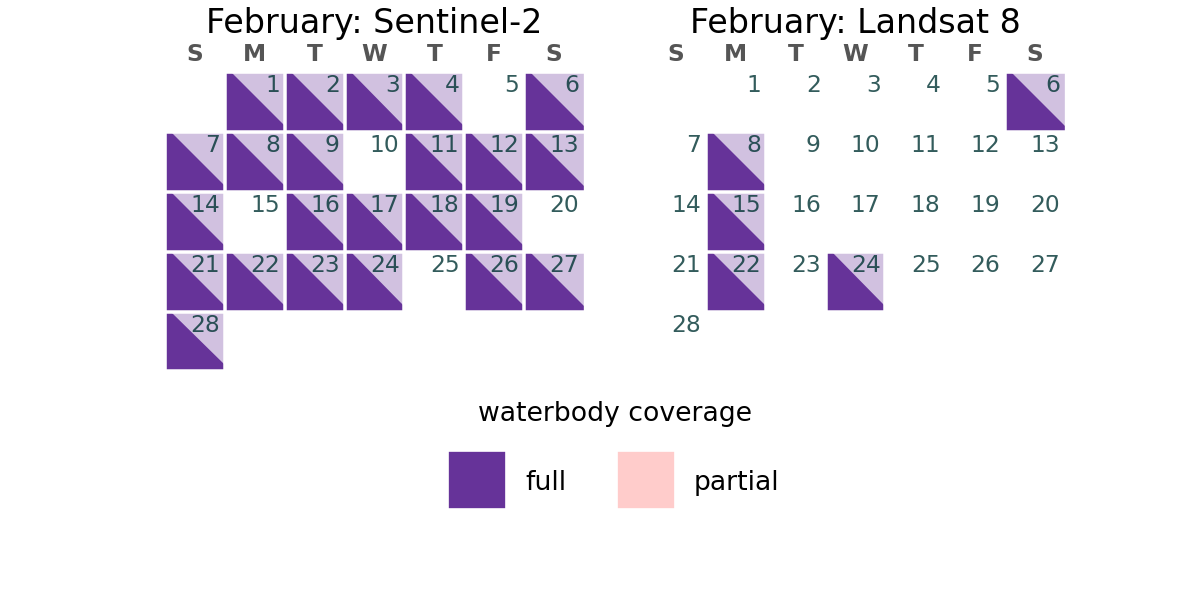 February: Sentinel-2
S M T W T F S
1 2 3 4 5 6
7 8 9 10 11 12 13
14 15 16 17 18 19 20
21 22 23 24 25 26 27
28
February: Landsat 8
S M T W T F S
1 2 3 4 5 6
7 8 9 10 11 12 13
14 15 16 17 18 19 20
21 22 23 24 25 26 27
28
waterbody coverage
full partial